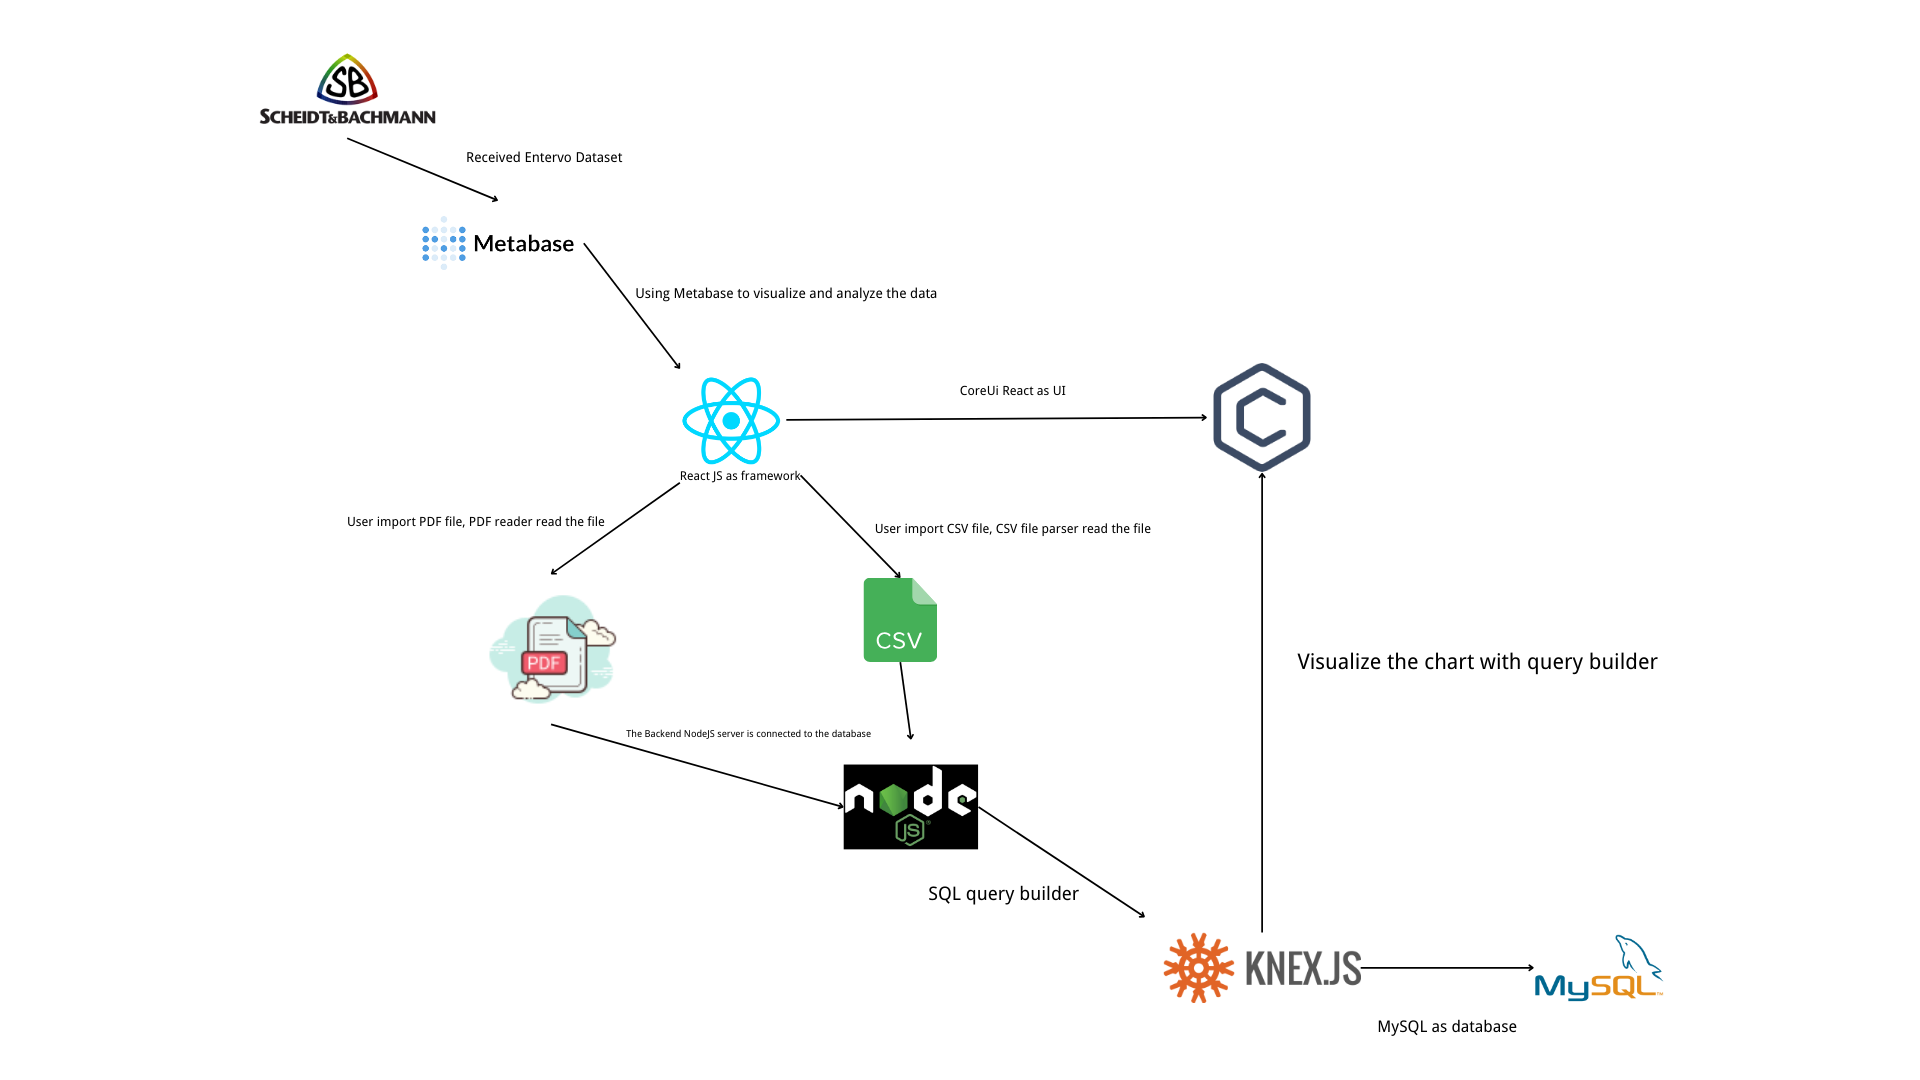 SB
SCHEIDT&BACHMANN
Received Entervo Dataset
Metabase
Using Metabase to visualize and analyze the data
CoreUi React as UI
React JS as framework
User import PDF file, PDF reader read the file
User import CSV file, CSV file parser read the file
CSV
PDF
Visualize the chart with query builder
The Backend NodeJS server is connected to the database
node
JS
SQL query builder
KNEX.JS
MySQL™
MySQL as database